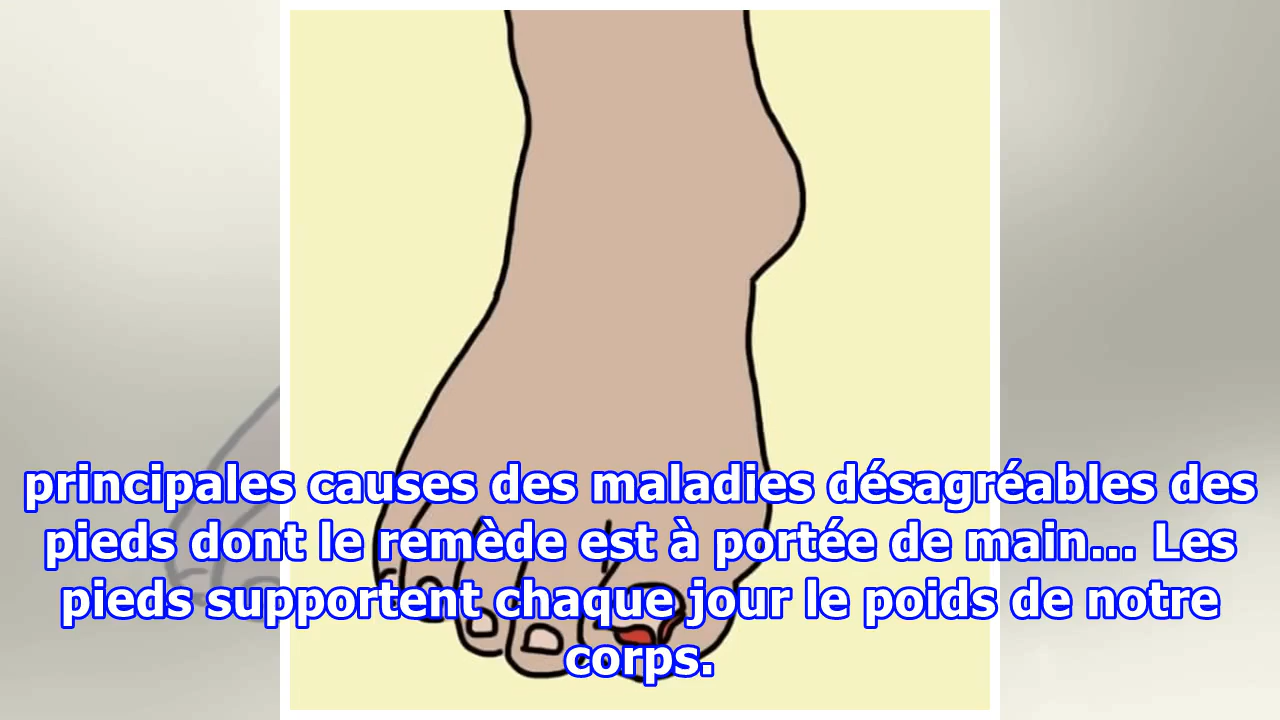 principales causes des maladies désagréables des
pieds dont le remède est à portée de main... Les
pieds supportent chaque jour le poids de notre
corps.